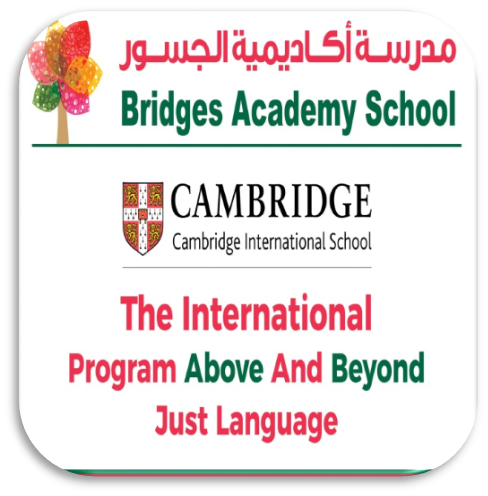 مدرسة أكاديمية الجسور
Bridges Academy School
CAMBRIDGE
Cambridge International School
The International
Program Above And Beyond
Just Language